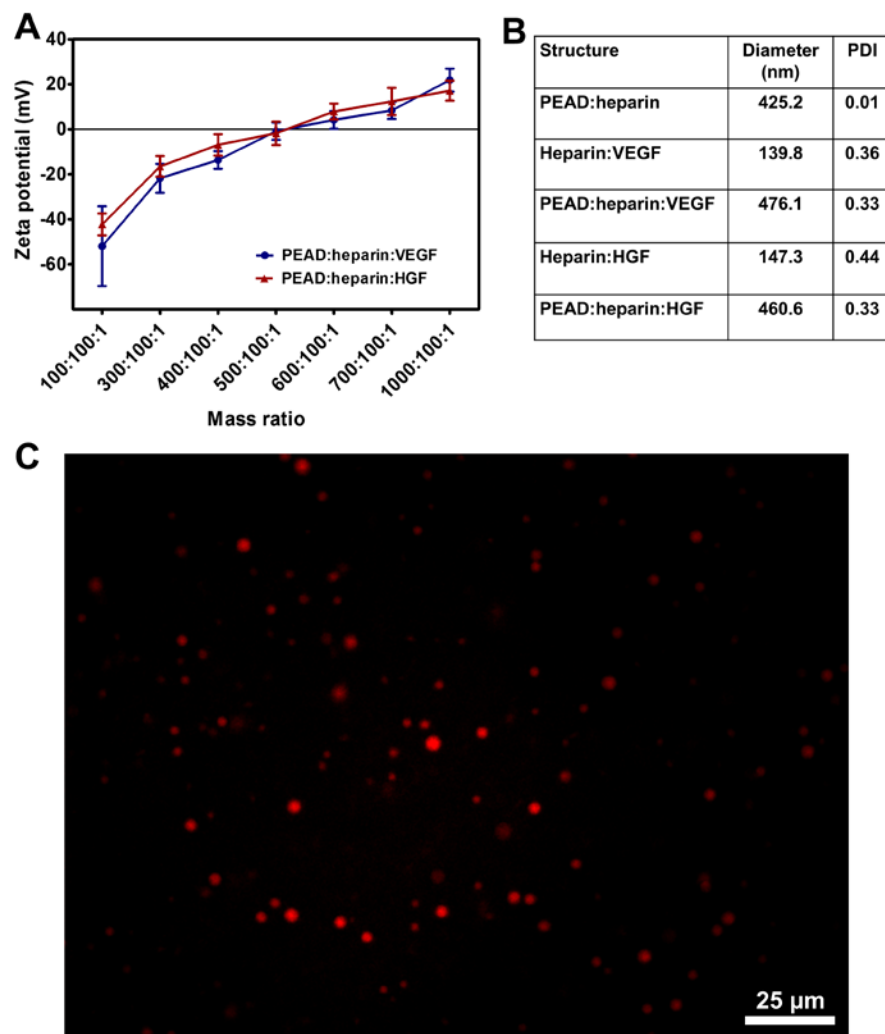 A
40
20
0
-20
-40
-60
Zeta potential (mV)
PEAD:heparin:VEGF
PEAD:heparin:HGF
100:100:1
300:100:1
400:100:1
500:100:1
600:100:1
700:100:1
1000:100:1
Mass ratio
B
Structure Diameter (nm) PDI
PEAD:heparin 425.2 0.01
Heparin:VEGF 139.8 0.36
PEAD:heparin:VEGF 476.1 0.33
Heparin:HGF 147.3 0.44
PEAD:heparin:HGF 460.6 0.33
C
25 µm